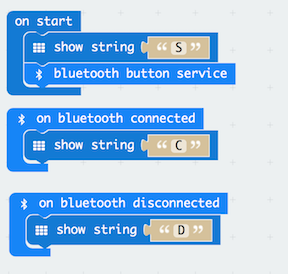 on start
show string “ S ”
bluetooth button service
on bluetooth connected
show string “ C ”
on bluetooth disconnected
show string “ D ”